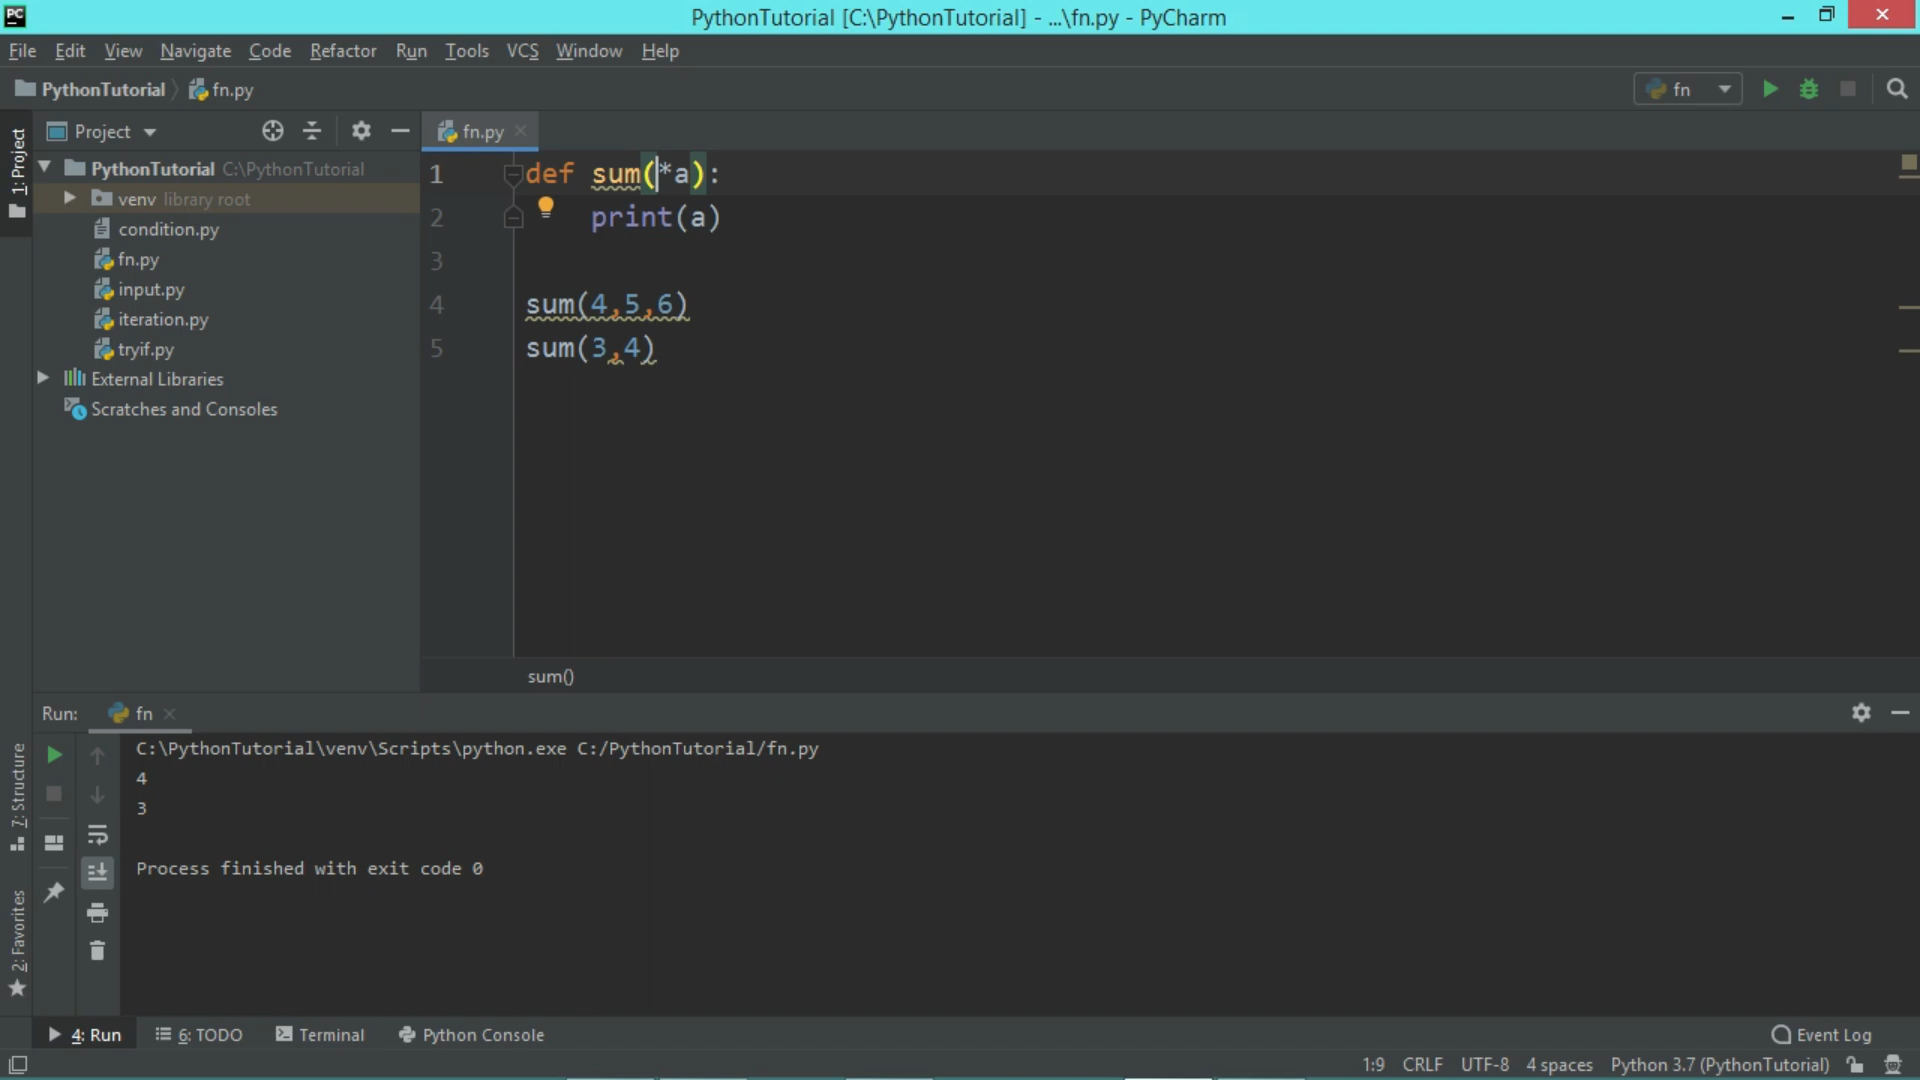 PC
PythonTutorial [C:\PythonTutorial] - ...\fn.py - PyCharm
File Edit View Navigate Code Refactor Run Tools VCS Window Help
PythonTutorial fn.py
fn
1: Project
Project
fn.py
PythonTutorial C:\PythonTutorial
venv library root
condition.py
fn.py
input.py
iteration.py
tryif.py
External Libraries
Scratches and Consoles
1 def sum(*a):
2 print(a)
3
4 sum(4,5,6)
5 sum(3,4)
sum()
Run: fn
7: Structure
2: Favorites
C:\PythonTutorial\venv\Scripts\python.exe C:/PythonTutorial/fn.py
4
3
Process finished with exit code 0
4: Run 6: TODO Terminal Python Console Event Log
1:9 CRLF UTF-8 4 spaces Python 3.7 (PythonTutorial)